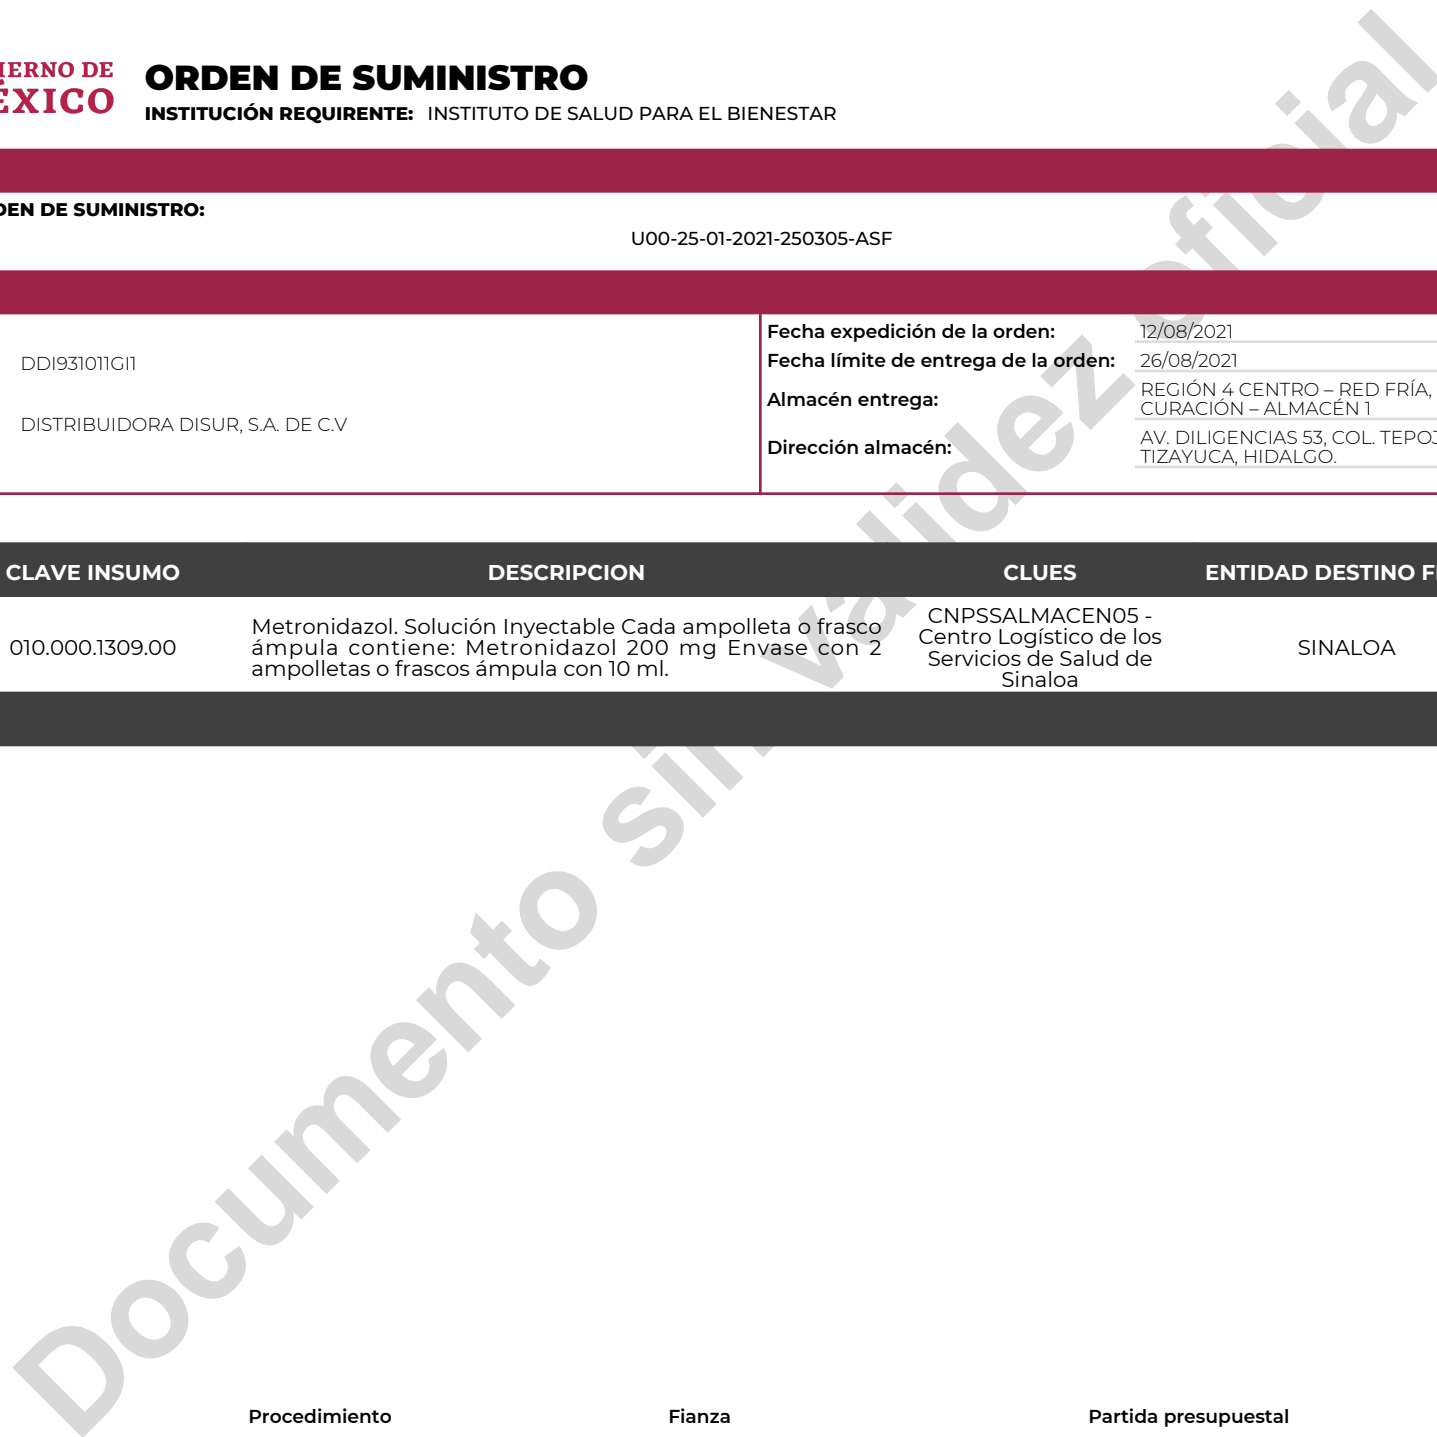 IERNO DE
ÉXICO
ORDEN DE SUMINISTRO
INSTITUCIÓN REQUIRENTE: INSTITUTO DE SALUD PARA EL BIENESTAR
DEN DE SUMINISTRO:
U00-25-01-2021-250305-ASF
DDI931011GI1
DISTRIBUIDORA DISUR, S.A. DE C.V
Fecha expedición de la orden: 12/08/2021
Fecha límite de entrega de la orden: 26/08/2021
Almacén entrega: REGIÓN 4 CENTRO – RED FRÍA,
CURACIÓN – ALMACÉN 1
Dirección almacén: AV. DILIGENCIAS 53, COL. TEPOJ
TIZAYUCA, HIDALGO.
CLAVE INSUMO DESCRIPCION CLUES ENTIDAD DESTINO F
010.000.1309.00
Metronidazol. Solución Inyectable Cada ampolleta o frasco
ámpula contiene: Metronidazol 200 mg Envase con 2
ampolletas o frascos ámpula con 10 ml.
CNPSSALMACEN05 -
Centro Logístico de los
Servicios de Salud de
Sinaloa
SINALOA
Documento sin validez oficial
Procedimiento Fianza Partida presupuestal